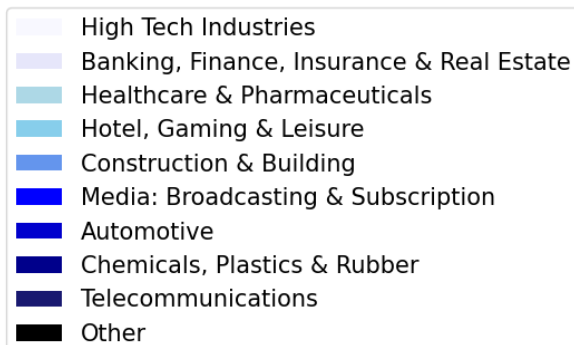 High Tech Industries
Banking, Finance, Insurance & Real Estate
Healthcare & Pharmaceuticals
Hotel, Gaming & Leisure
Construction & Building
Media: Broadcasting & Subscription
Automotive
Chemicals, Plastics & Rubber
Telecommunications
Other